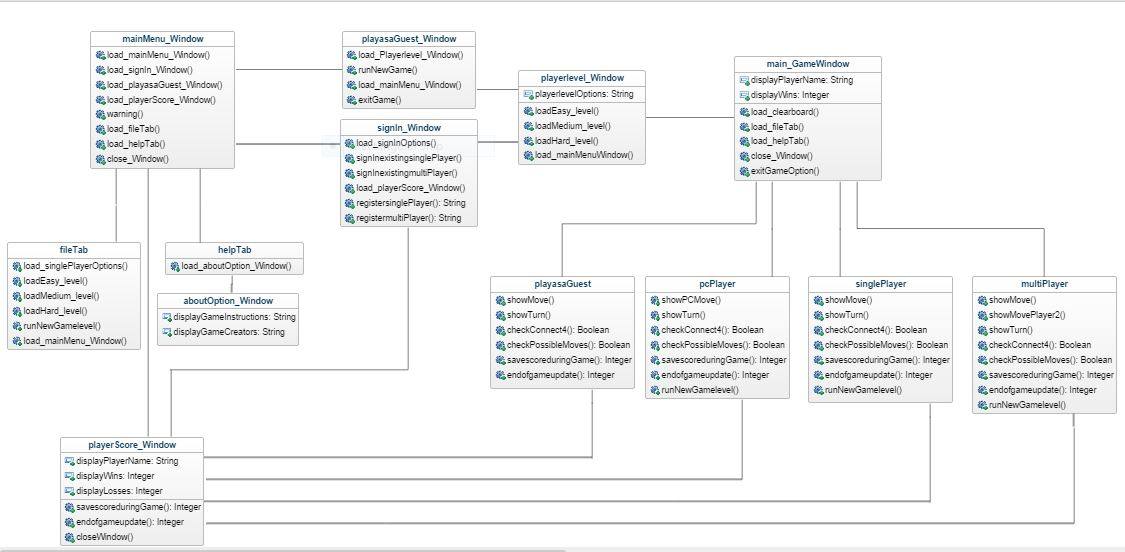 mainMenu_Window
load_mainMenu_Window()
load_signIn_Window()
load_playasaGuest_Window()
load_playerScore_Window()
warning()
load_fileTab()
load_helpTab()
close_Window()
playasaGuest_Window
load_Playerlevel_Window()
runNewGame()
load_mainMenu_Window()
exitGame()
signIn_Window
load_signInOptions()
signInexistingsinglePlayer()
signInexistingmultiPlayer()
load_playerScore_Window()
registersinglePlayer(): String
registermultiPlayer(): String
playerlevel_Window
playerlevelOptions: String
loadEasy_level()
loadMedium_level()
loadHard_level()
load_mainMenuWindow()
main_GameWindow
displayPlayerName: String
displayWins: Integer
load_clearboard()
load_fileTab()
load_helpTab()
close_Window()
exitGameOption()
fileTab
load_singlePlayerOptions()
loadEasy_level()
loadMedium_level()
loadHard_level()
runNewGamelevel()
load_mainMenu_Window()
helpTab
load_aboutOption_Window()
aboutOption_Window
displayGameInstructions: String
displayGameCreators: String
playasaGuest
showMove()
showTurn()
checkConnect4(): Boolean
checkPossibleMoves(): Boolean
savescoreduringGame(): Integer
endofgameupdate(): Integer
pcPlayer
showPCMove()
showTurn()
checkConnect4(): Boolean
checkPossibleMoves(): Boolean
savescoreduringGame(): Integer
endofgameupdate(): Integer
runNewGamelevel()
singlePlayer
showMove()
showTurn()
checkConnect4(): Boolean
checkPossibleMoves(): Boolean
savescoreduringGame(): Integer
endofgameupdate(): Integer
runNewGamelevel()
multiPlayer
showMove()
showMovePlayer2()
showTurn()
checkConnect4(): Boolean
checkPossibleMoves(): Boolean
savescoreduringGame(): Integer
endofgameupdate(): Integer
runNewGamelevel()
playerScore_Window
displayPlayerName: String
displayWins: Integer
displayLosses: Integer
savescoreduringGame(): Integer
endofgameupdate(): Integer
closeWindow()